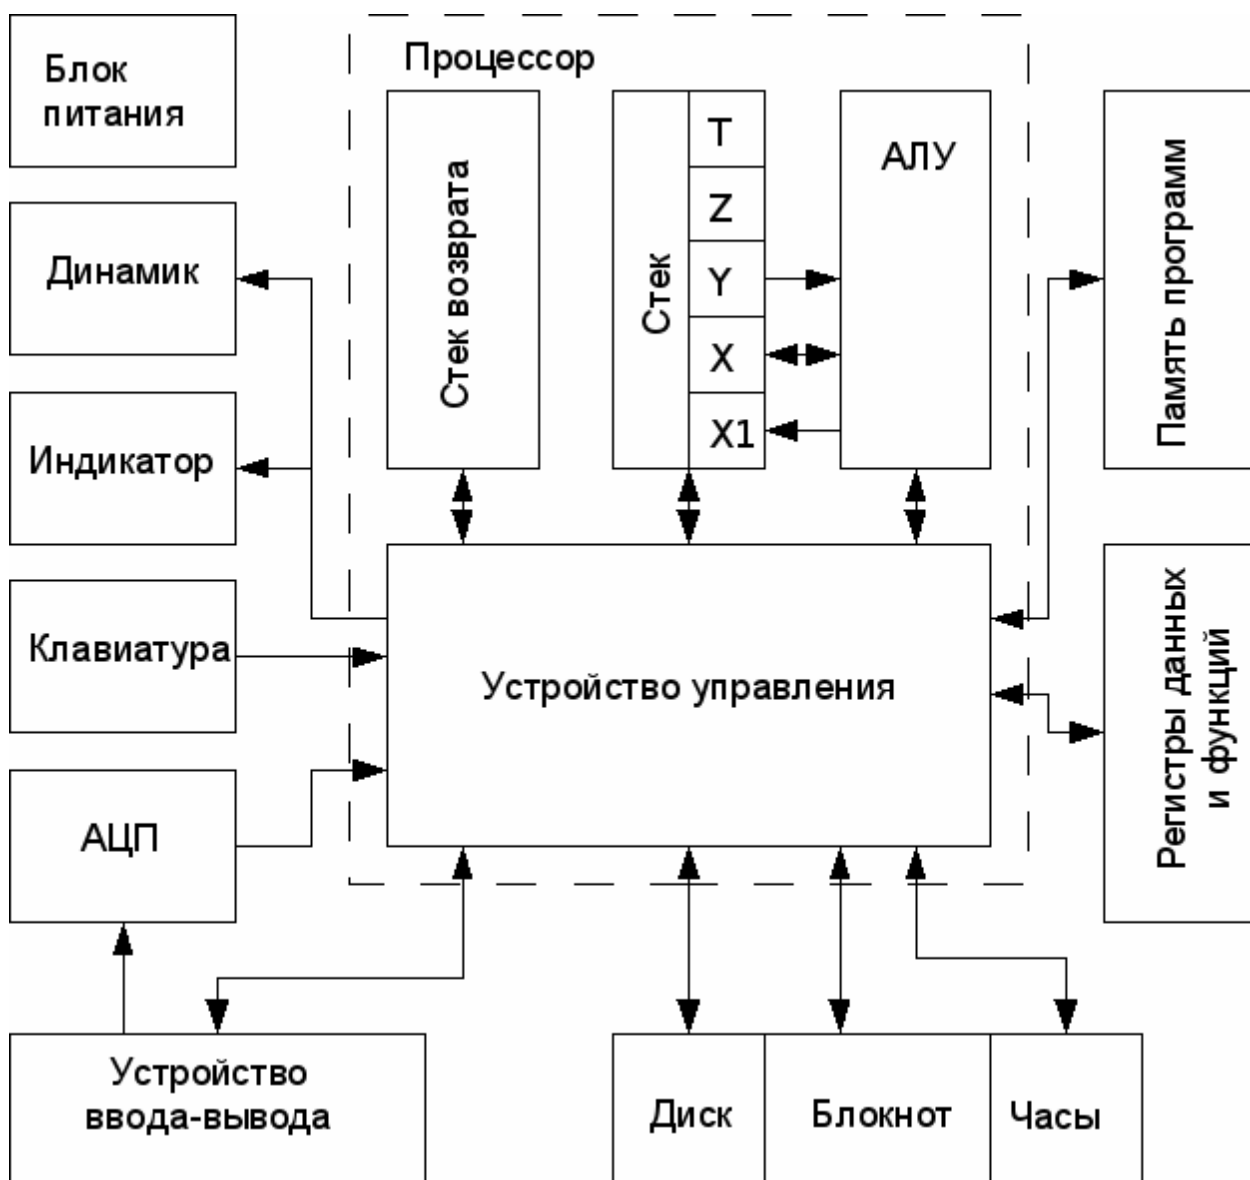 Блок
питания
Процессор
Динамик
Индикатор
Клавиатура
АЦП
Стек возврата
Стек
T
Z
Y
X
X1
АЛУ
Память программ
Устройство управления
Регистры данных
и функций
Устройство
ввода-вывода
Диск
Блокнот
Часы